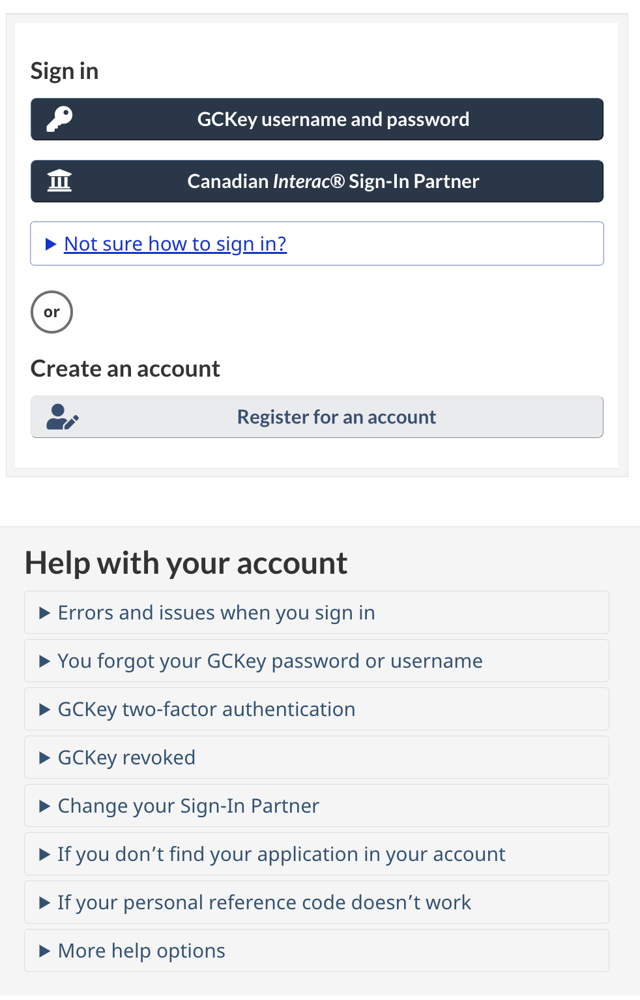 Sign in
GCKey username and password
Canadian Interac® Sign-In Partner
Not sure how to sign in?
or
Create an account
Register for an account
Help with your account
Errors and issues when you sign in
You forgot your GCKey password or username
GCKey two-factor authentication
GCKey revoked
Change your Sign-In Partner
If you don’t find your application in your account
If your personal reference code doesn’t work
More help options